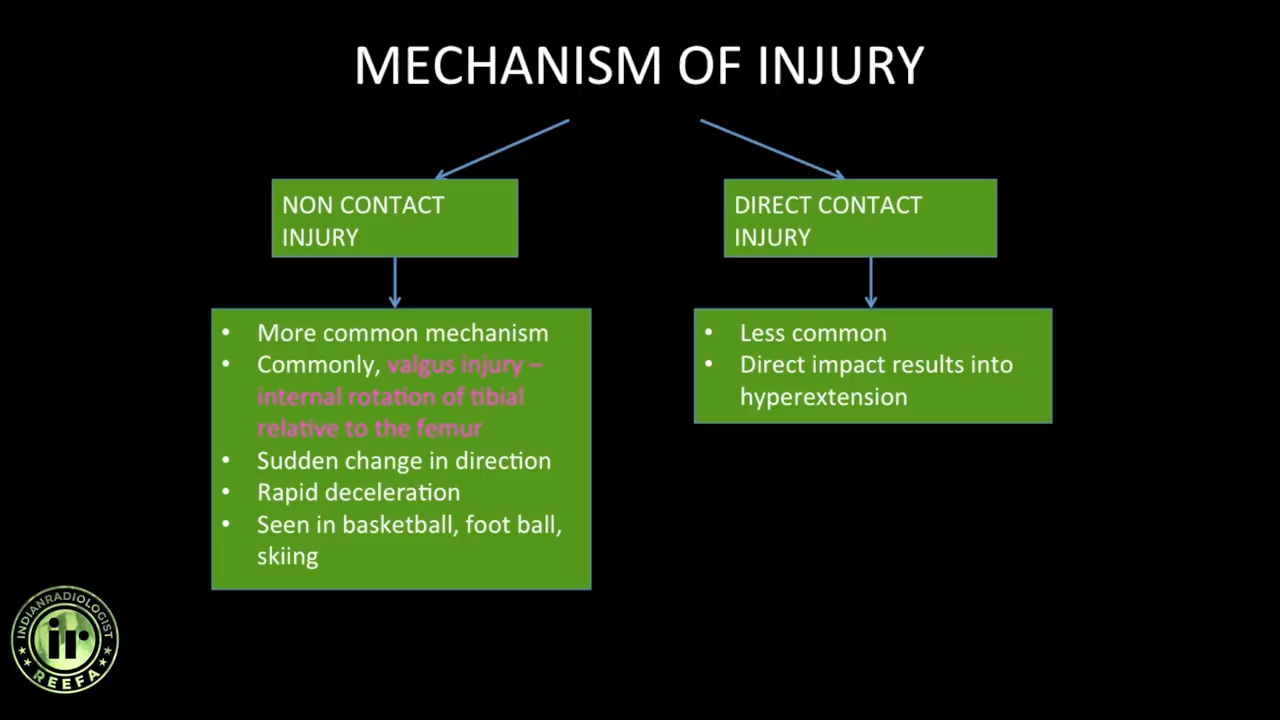 MECHANISM OF INJURY
NON CONTACT
INJURY
DIRECT CONTACT
INJURY
• More common mechanism
• Commonly, valgus injury –
internal rotation of tibial
relative to the femur
• Sudden change in direction
• Rapid deceleration
• Seen in basketball, foot ball,
skiing
• Less common
• Direct impact results into
hyperextension
INDIANRADIOLOGIST
ir
REEFA